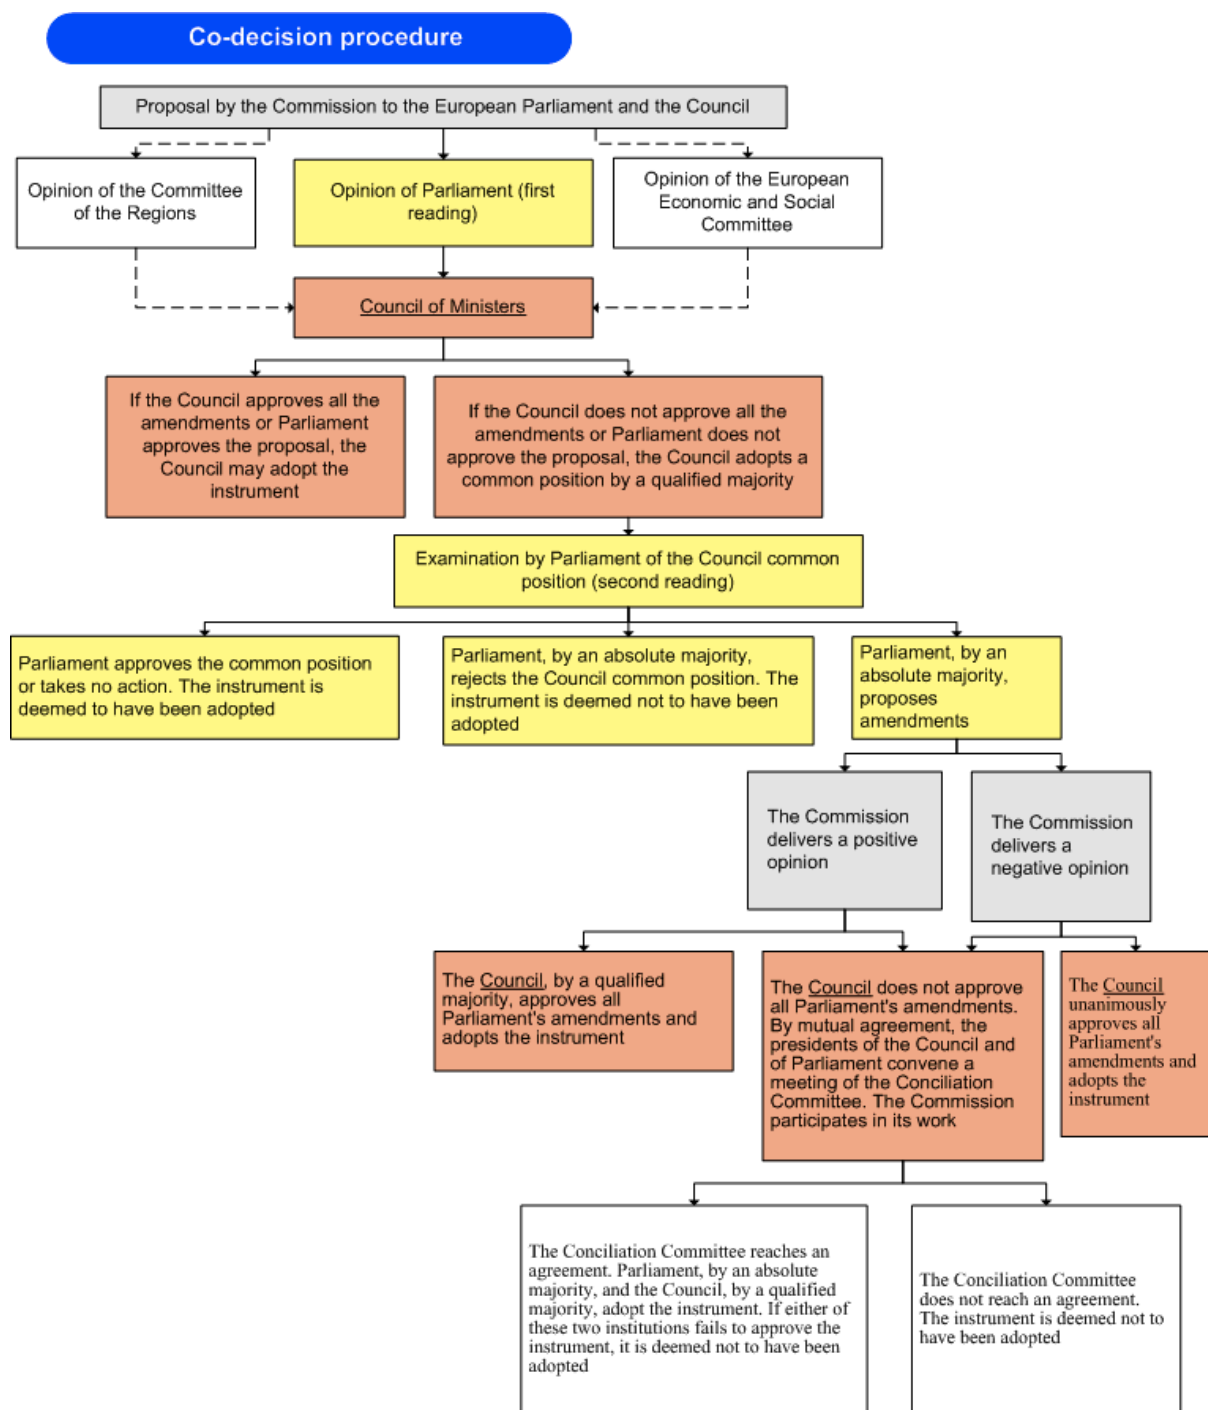 Co-decision procedure
Proposal by the Commission to the European Parliament and the Council
Opinion of the Committee
of the Regions
Opinion of Parliament (first
reading)
Opinion of the European
Economic and Social
Committee
Council of Ministers
If the Council approves all the
amendments or Parliament
approves the proposal, the
Council may adopt the
instrument
If the Council does not approve all the
amendments or Parliament does not
approve the proposal, the Council adopts a
common position by a qualified majority
Examination by Parliament of the Council common
position (second reading)
Parliament approves the common position
or takes no action. The instrument is
deemed to have been adopted
Parliament, by an absolute majority,
rejects the Council common position. The
instrument is deemed not to have been
adopted
Parliament, by an
absolute majority,
proposes
amendments
The Commission
delivers a positive
opinion
The Commission
delivers a
negative opinion
The Council, by a qualified
majority, approves all
Parliament's amendments and
adopts the instrument
The Council does not approve
all Parliament's amendments.
By mutual agreement, the
presidents of the Council and
of Parliament convene a
meeting of the Conciliation
Committee. The Commission
participates in its work
The Council
unanimously
approves all
Parliament's
amendments and
adopts the
instrument
The Conciliation Committee reaches an
agreement. Parliament, by an absolute
majority, and the Council, by a qualified
majority, adopt the instrument. If either of
these two institutions fails to approve the
instrument, it is deemed not to have been
adopted
The Conciliation Committee
does not reach an agreement.
The instrument is deemed not to
have been adopted